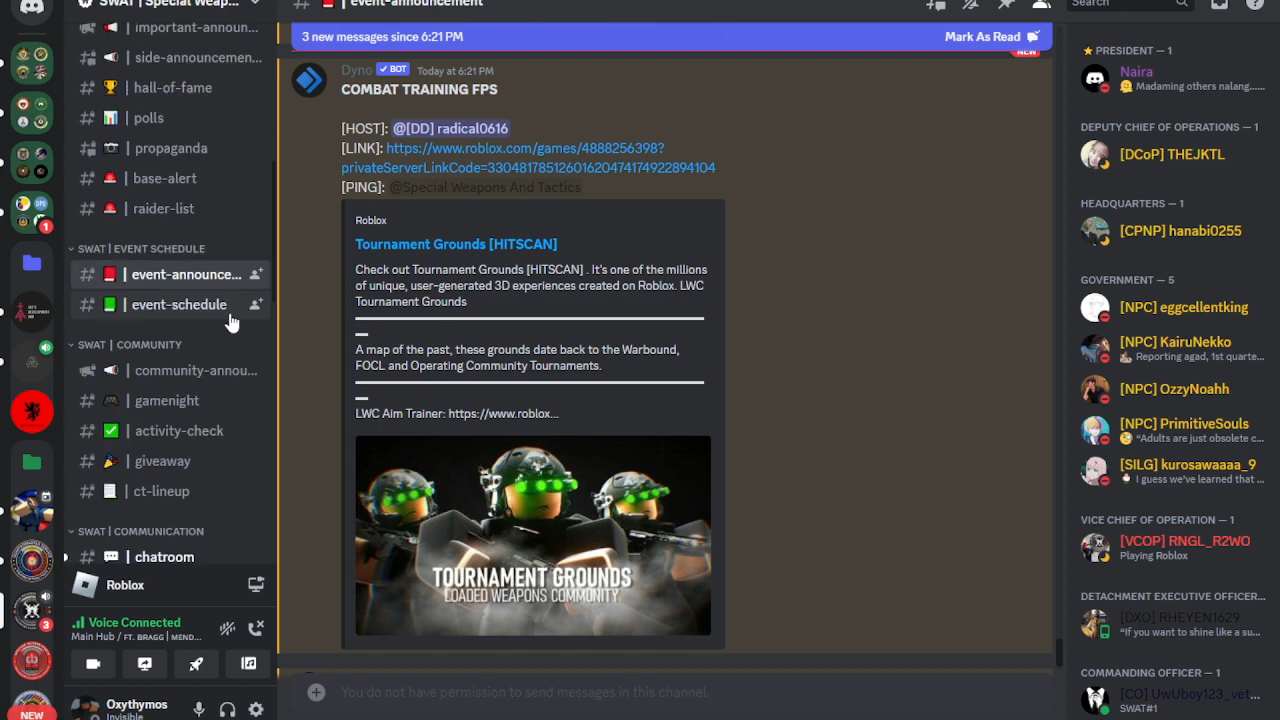 SWAT | Special Weap...
| event-announcement
Search
| important-announ...
| side-announcemen...
| hall-of-fame
| polls
| propaganda
| base-alert
| raider-list
SWAT | EVENT SCHEDULE
| event-announce...
| event-schedule
SWAT | COMMUNITY
| community-annou...
| gamenight
| activity-check
| giveaway
| ct-lineup
SWAT | COMMUNICATION
| chatroom
Roblox
Voice Connected
Main Hub / FT. BRAGG | MEND...
Oxythymos
Invisible
1
3
NEW
3 new messages since 6:21 PM
Mark As Read
NEW
Dyno BOT Today at 6:21 PM
COMBAT TRAINING FPS
[HOST]: @[DD] radical0616
[LINK]: https://www.roblox.com/games/4888256398?
privateServerLinkCode=33048178512601620474174922894104
[PING]: @Special Weapons And Tactics
Roblox
Tournament Grounds [HITSCAN]
Check out Tournament Grounds [HITSCAN] . It's one of the millions
of unique, user-generated 3D experiences created on Roblox. LWC
Tournament Grounds
A map of the past, these grounds date back to the Warbound,
FOCL and Operating Community Tournaments.
LWC Aim Trainer: https://www.roblox...
TOURNAMENT GROUNDS
LOADED WEAPONS COMMUNITY
You do not have permission to send messages in this channel.
PRESIDENT — 1
Naira
Madaming others nalang......
DEPUTY CHIEF OF OPERATIONS — 1
[DCoP] THEJKTL
HEADQUARTERS — 1
[CPNP] hanabi0255
GOVERNMENT — 5
[NPC] eggcellentking
[NPC] KairuNekko
Reporting agad, 1st quarte...
[NPC] OzzyNoahh
[NPC] PrimitiveSouls
"Adults are just obsolete c...
[SILG] kurosawaaaa_9
I guess we've learned that ...
VICE CHIEF OF OPERATION — 1
[VCOP] RNGL_R2WO
Playing Roblox
DETACHMENT EXECUTIVE OFFICER...
[DXO] RHEYEN1629
"If you want to shine like a su...
COMMANDING OFFICER — 1
[CO] UwUboy123_vet...
SWAT#1